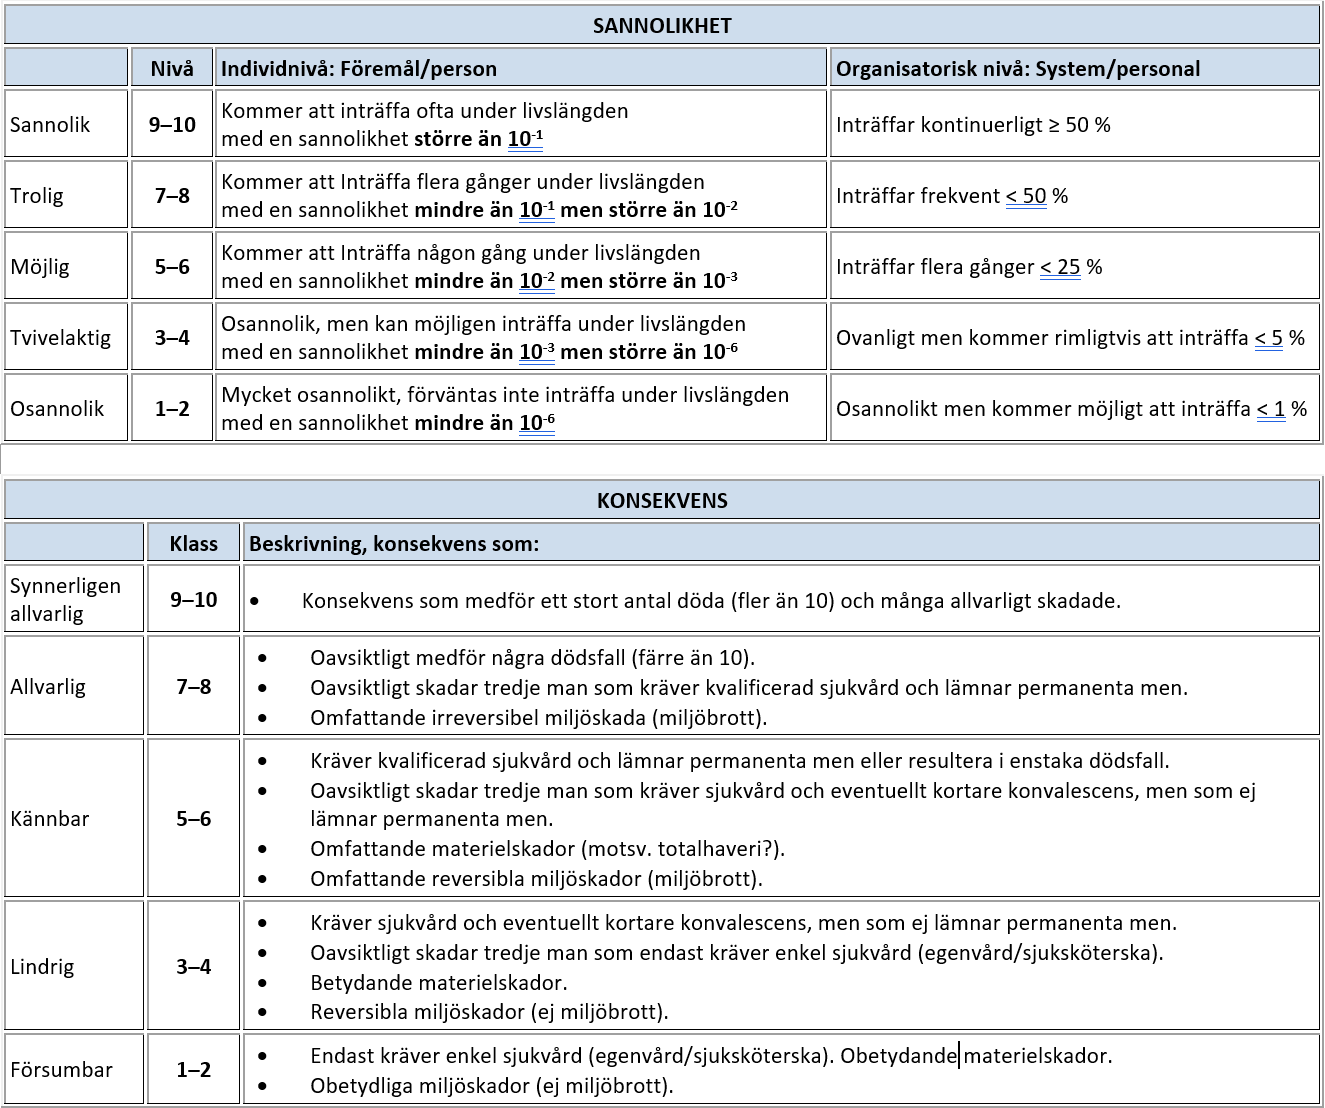 SANNOLIKHET
Nivå
Individnivå: Föremål/person
Organisatorisk nivå: System/personal
Sannolik
9–10
Kommer att inträffa ofta under livslängden
med en sannolikhet större än 10⁻¹
Inträffar kontinuerligt ≥ 50 %
Trolig
7–8
Kommer att Inträffa flera gånger under livslängden
med en sannolikhet mindre än 10⁻¹ men större än 10⁻²
Inträffar frekvent < 50 %
Möjlig
5–6
Kommer att Inträffa någon gång under livslängden
med en sannolikhet mindre än 10⁻² men större än 10⁻³
Inträffar flera gånger < 25 %
Tvivelaktig
3–4
Osannolik, men kan möjligen inträffa under livslängden
med en sannolikhet mindre än 10⁻³ men större än 10⁻⁶
Ovanligt men kommer rimligtvis att inträffa < 5 %
Osannolik
1–2
Mycket osannolikt, förväntas inte inträffa under livslängden
med en sannolikhet mindre än 10⁻⁶
Osannolikt men kommer möjligt att inträffa < 1 %
KONSEKVENS
Klass
Beskrivning, konsekvens som:
Synnerligen
allvarlig
9–10
• Konsekvens som medför ett stort antal döda (fler än 10) och många allvarligt skadade.
Allvarlig
7–8
• Oavsiktligt medför några dödsfall (färre än 10).
• Oavsiktligt skadar tredje man som kräver kvalificerad sjukvård och lämnar permanenta men.
• Omfattande irreversibel miljöskada (miljöbrott).
Kännbar
5–6
• Kräver kvalificerad sjukvård och lämnar permanenta men eller resultera i enstaka dödsfall.
• Oavsiktligt skadar tredje man som kräver sjukvård och eventuellt kortare konvalescens, men som ej
lämnar permanenta men.
• Omfattande materielskador (motsv. totalhaveri?).
• Omfattande reversibla miljöskador (miljöbrott).
Lindrig
3–4
• Kräver sjukvård och eventuellt kortare konvalescens, men som ej lämnar permanenta men.
• Oavsiktligt skadar tredje man som endast kräver enkel sjukvård (egenvård/sjuksköterska).
• Betydande materielskador.
• Reversibla miljöskador (ej miljöbrott).
Försumbar
1–2
• Endast kräver enkel sjukvård (egenvård/sjuksköterska). Obetydande materielskador.
• Obetydliga miljöskador (ej miljöbrott).